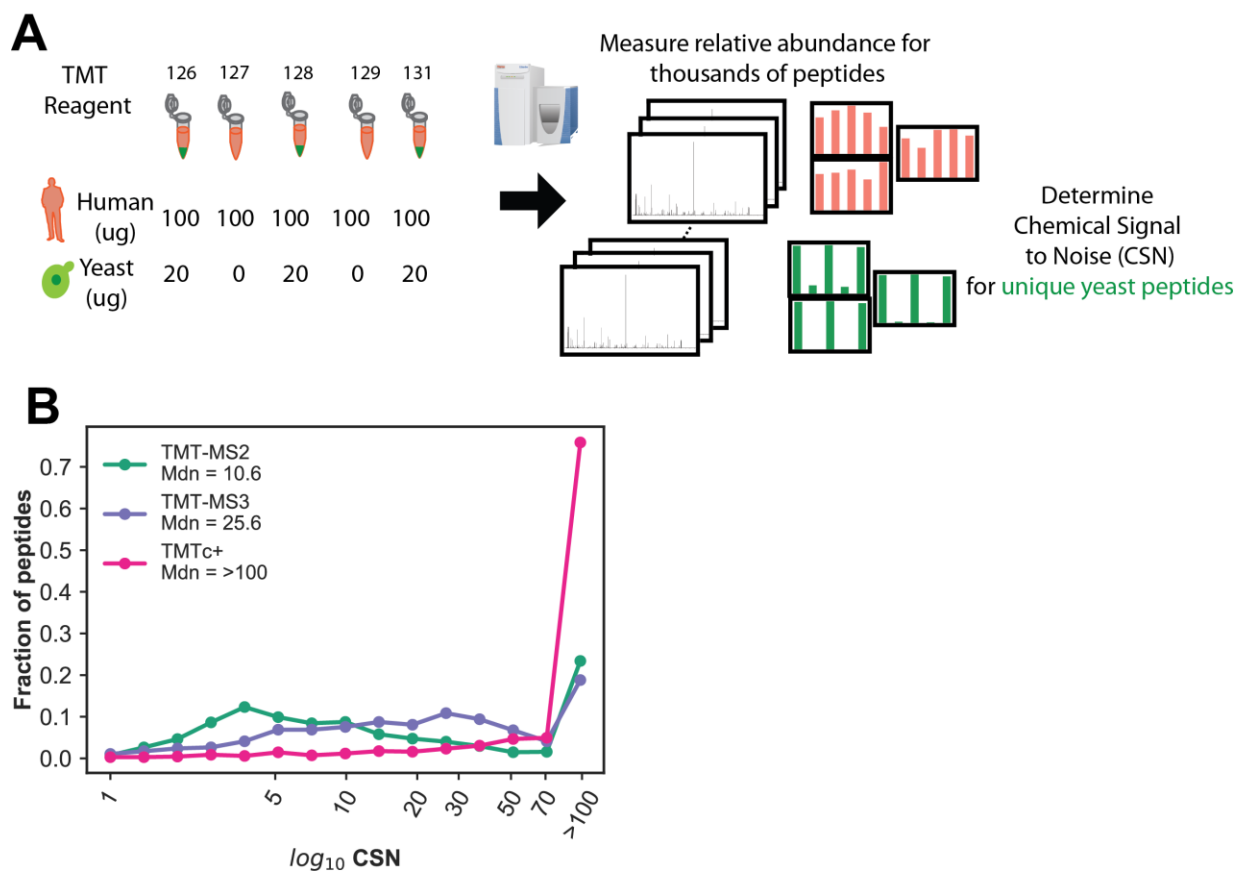 A
TMT
Reagent
126 127 128 129 131
Human
(ug)
100 100 100 100 100
Yeast
(ug)
20 0 20 0 20
Measure relative abundance for
thousands of peptides
Determine
Chemical Signal
to Noise (CSN)
for unique yeast peptides
B
TMT-MS2
Mdn = 10.6
TMT-MS3
Mdn = 25.6
TMTc+
Mdn = >100
Fraction of peptides
0.7
0.6
0.5
0.4
0.3
0.2
0.1
0.0
1 5 10 20 30 50 70 >100
log₁₀ CSN